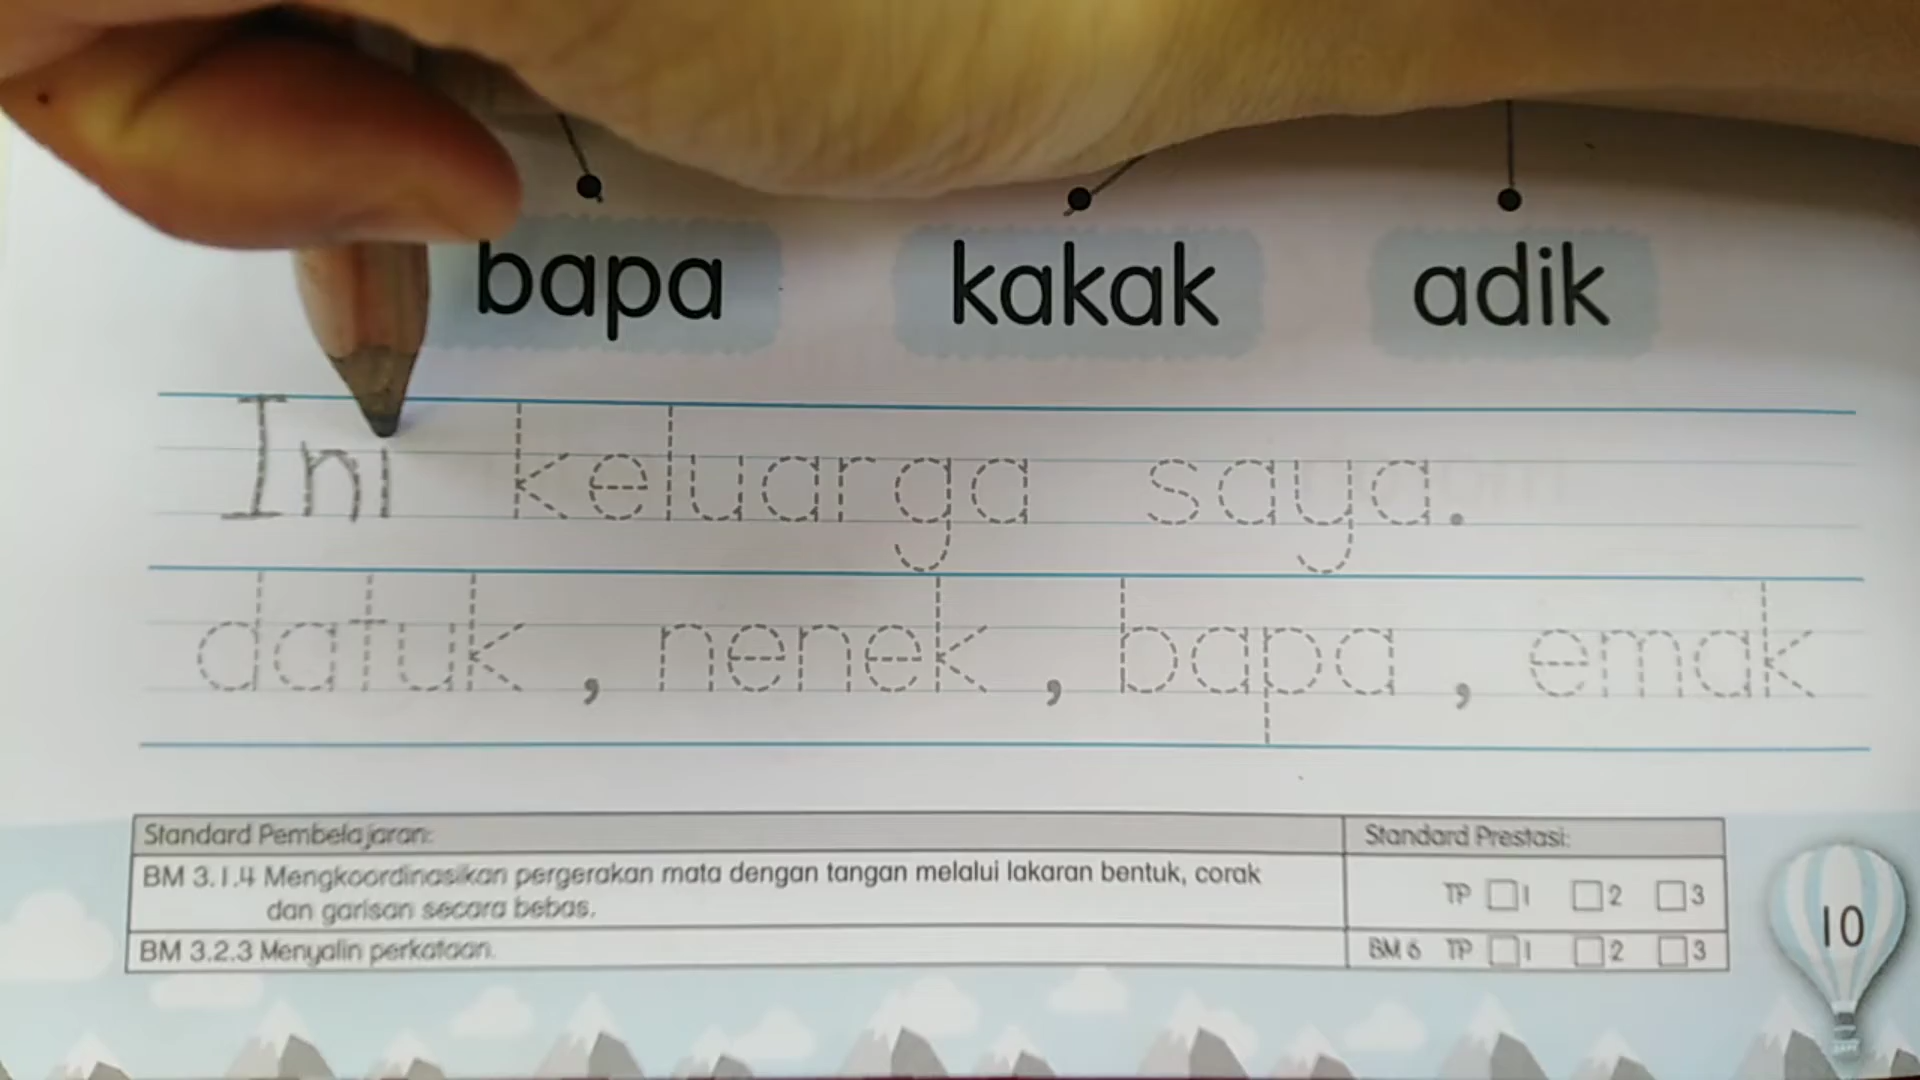 bapa kakak adik
Ini keluarga saya.
datuk, nenek, bapa, emak
Standard Pembelajaran: Standard Prestasi:
BM 3.1.4 Mengkoordinasikan pergerakan mata dengan tangan melalui lakaran bentuk, corak TP 1 2 3
dan garisan secara bebas.
BM 3.2.3 Menyalin perkataan. BM 6 TP 1 2 3
10